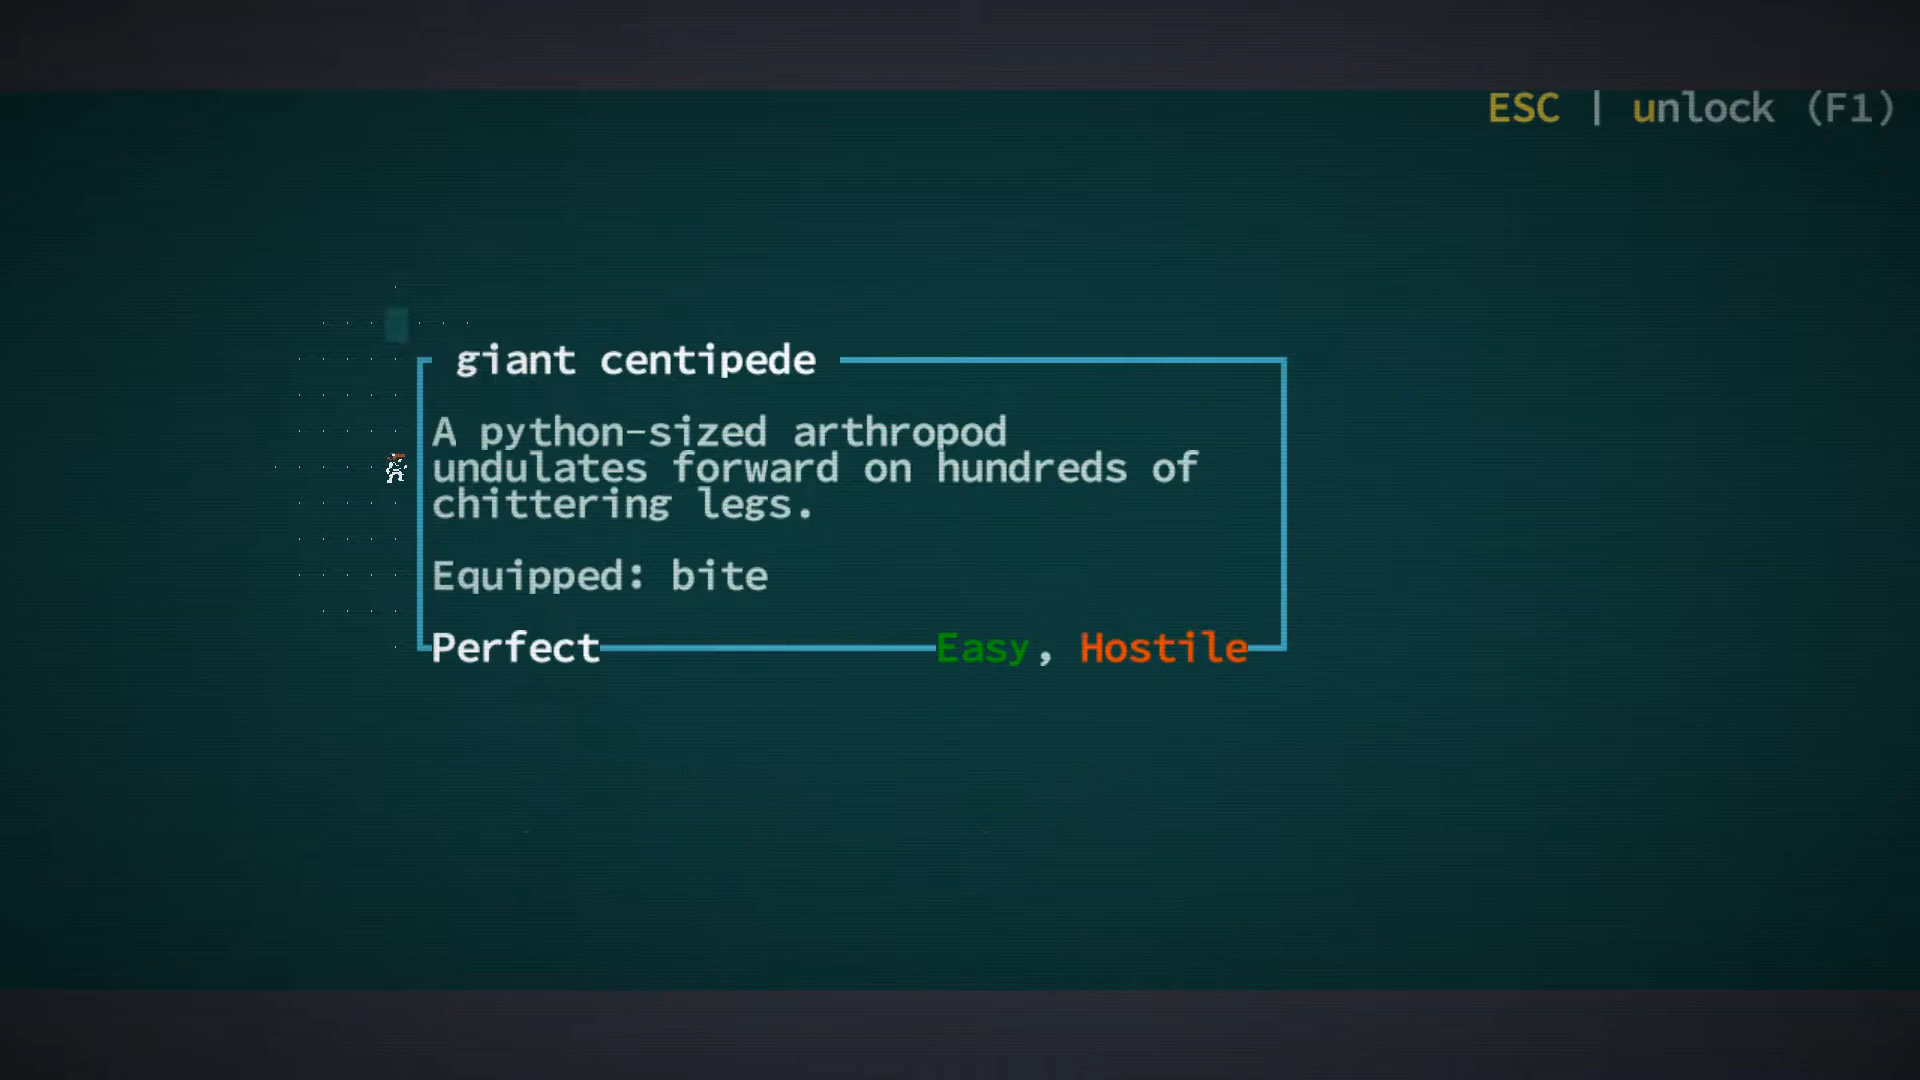 ESC | unlock (F1)
giant centipede
A python-sized arthropod
undulates forward on hundreds of
chittering legs.
Equipped: bite
Perfect Easy, Hostile